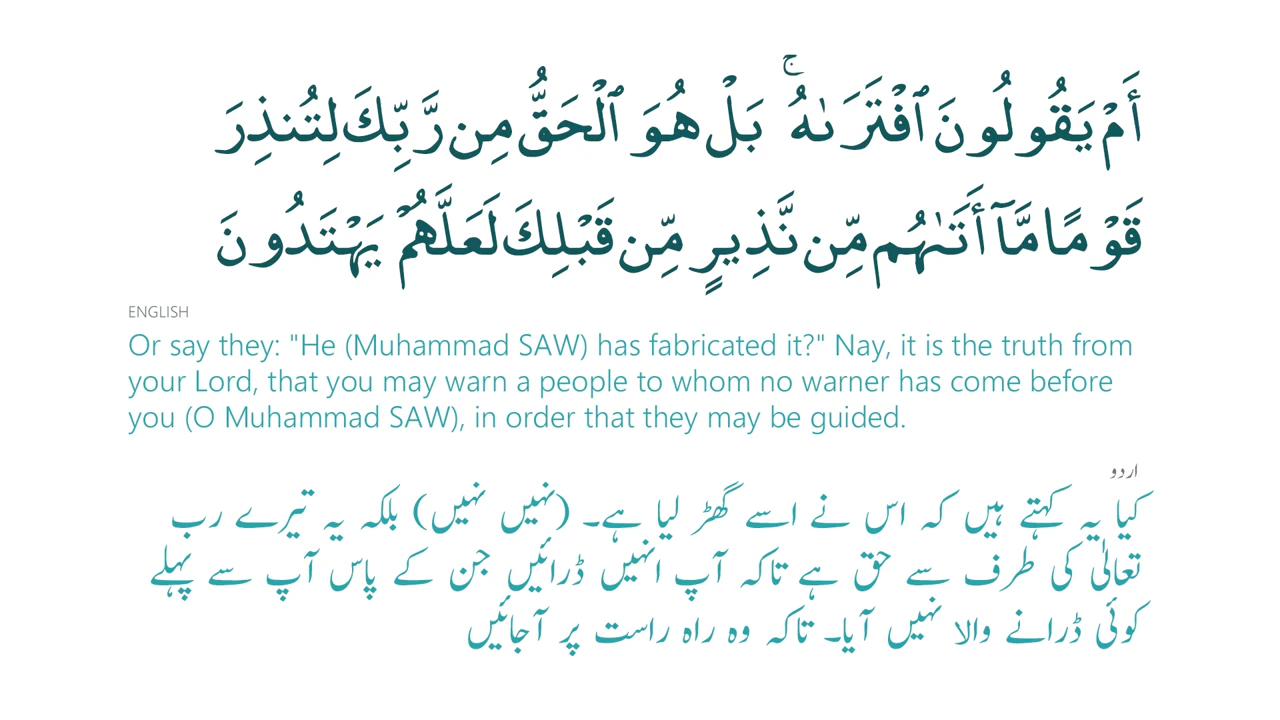 أَمْ يَقُولُونَ ٱفْتَرَىٰهُ ۚ بَلْ هُوَ ٱلْحَقُّ مِن رَّبِّكَ لِتُنذِرَ
قَوْمًا مَّآ أَتَىٰهُم مِّن نَّذِيرٍ مِّن قَبْلِكَ لَعَلَّهُمْ يَهْتَدُونَ
ENGLISH
Or say they: "He (Muhammad SAW) has fabricated it?" Nay, it is the truth from
your Lord, that you may warn a people to whom no warner has come before
you (O Muhammad SAW), in order that they may be guided.
اردو
کیا یہ کہتے ہیں کہ اس نے اسے گھڑ لیا ہے۔ (نہیں نہیں) بلکہ یہ تیرے رب
تعالیٰ کی طرف سے حق ہے تاکہ آپ انہیں ڈرائیں جن کے پاس آپ سے پہلے
کوئی ڈرانے والا نہیں آیا۔ تاکہ وہ راہ راست پر آجائیں